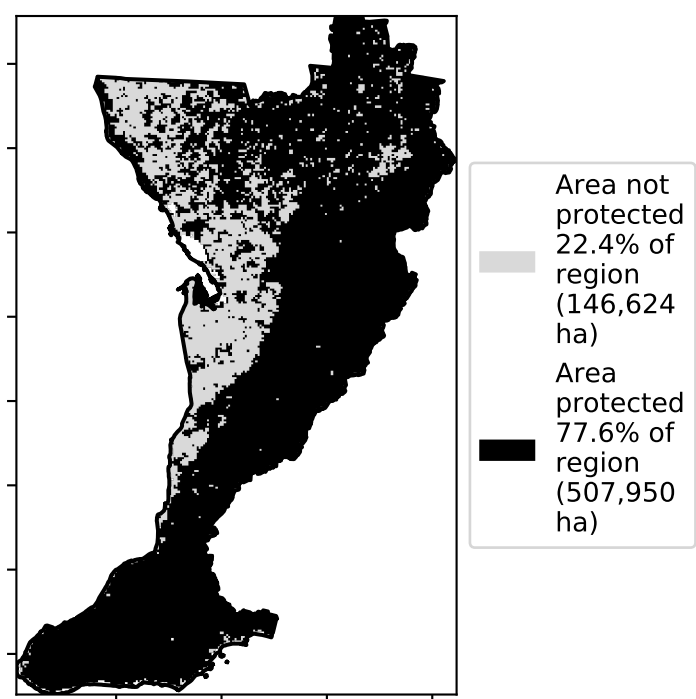 Area not
protected
22.4% of
region
(146,624
ha)
Area
protected
77.6% of
region
(507,950
ha)